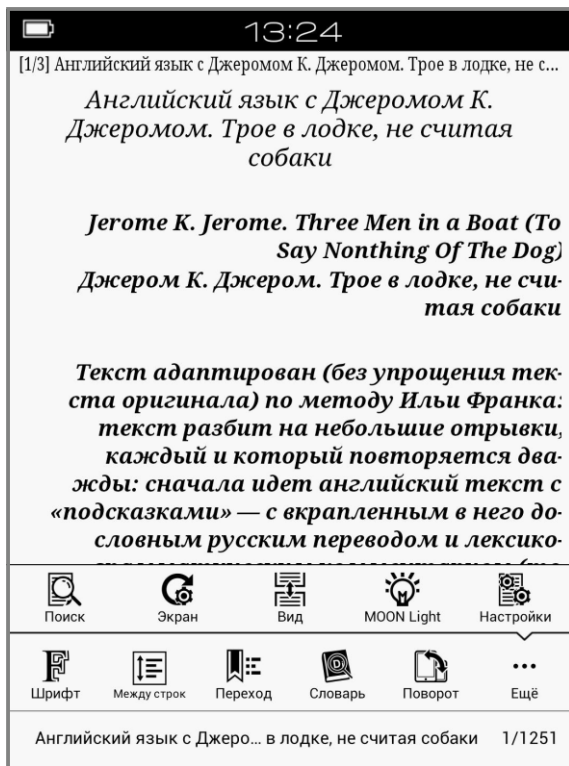 13:24
[1/3] Английский язык с Джеромом К. Джеромом. Трое в лодке, не с...
Английский язык с Джеромом К.
Джеромом. Трое в лодке, не считая
собаки
Jerome K. Jerome. Three Men in a Boat (To
Say Nonthing Of The Dog)
Джером К. Джером. Трое в лодке, не счи-
тая собаки
Текст адаптирован (без упрощения тек-
ста оригинала) по методу Ильи Франка:
текст разбит на небольшие отрывки,
каждый и который повторяется два-
жды: сначала идет английский текст с
«подсказками» — с вкрапленным в него до-
словным русским переводом и лексико-
Поиск Экран Вид MOON Light Настройки
Шрифт Между строк Переход Словарь Поворот Ещё
Английский язык с Джеро... в лодке, не считая собаки 1/1251